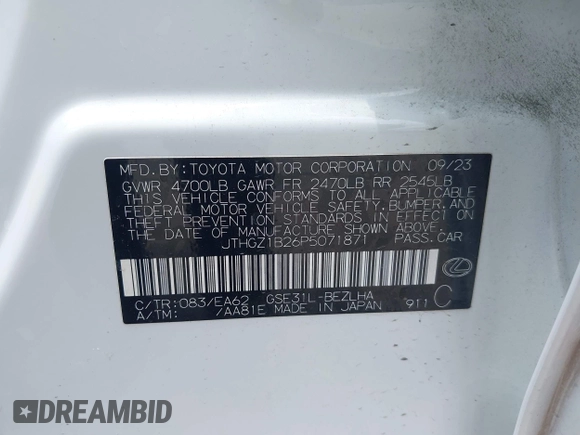 MFD.BY: TOYOTA MOTOR CORPORATION 09/23
GVWR 4700LB GAWR FR 2470LB RR 2545LB
THIS VEHICLE CONFORMS TO ALL APPLICABLE
FEDERAL MOTOR VEHICLE SAFETY, BUMPER, AND
THEFT PREVENTION STANDARDS IN EFFECT ON
THE DATE OF MANUFACTURE SHOWN ABOVE.
JTHGZ1B26P5071871 PASS.CAR
C/TR:083/EA62 GSE31L-BEZLHA C
A/TM: /AA81E MADE IN JAPAN 911
DREAMBID